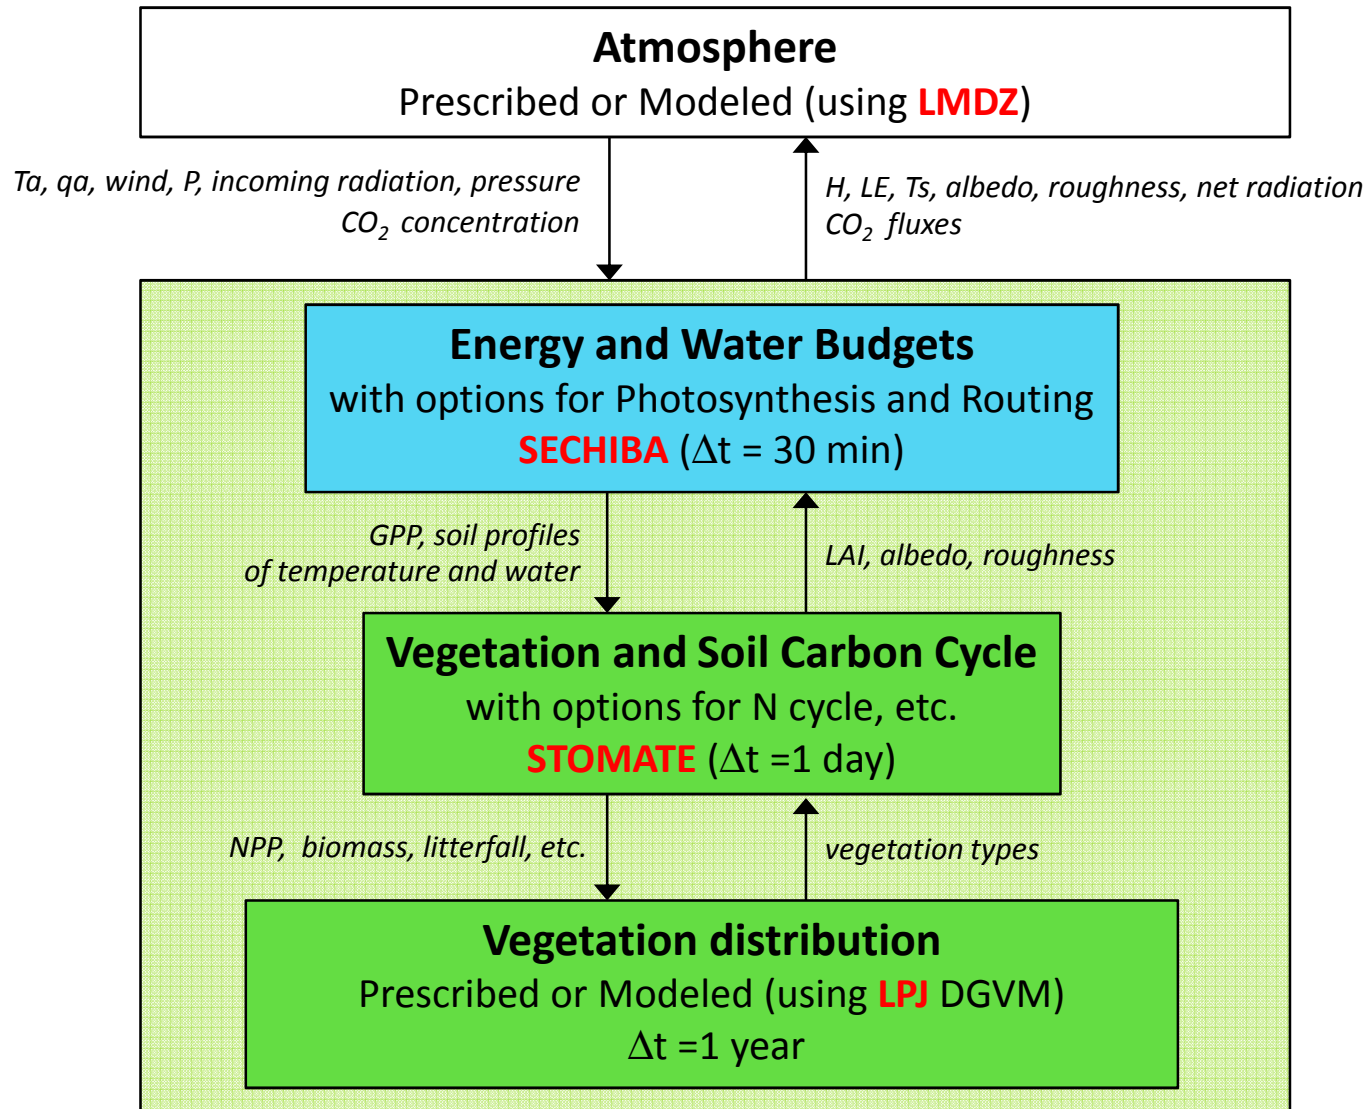 Atmosphere
Prescribed or Modeled (using LMDZ)
Ta, qa, wind, P, incoming radiation, pressure
CO₂ concentration
H, LE, Ts, albedo, roughness, net radiation
CO₂ fluxes
Energy and Water Budgets
with options for Photosynthesis and Routing
SECHIBA (Δt = 30 min)
GPP, soil profiles
of temperature and water
LAI, albedo, roughness
Vegetation and Soil Carbon Cycle
with options for N cycle, etc.
STOMATE (Δt =1 day)
NPP, biomass, litterfall, etc.
vegetation types
Vegetation distribution
Prescribed or Modeled (using LPJ DGVM)
Δt =1 year